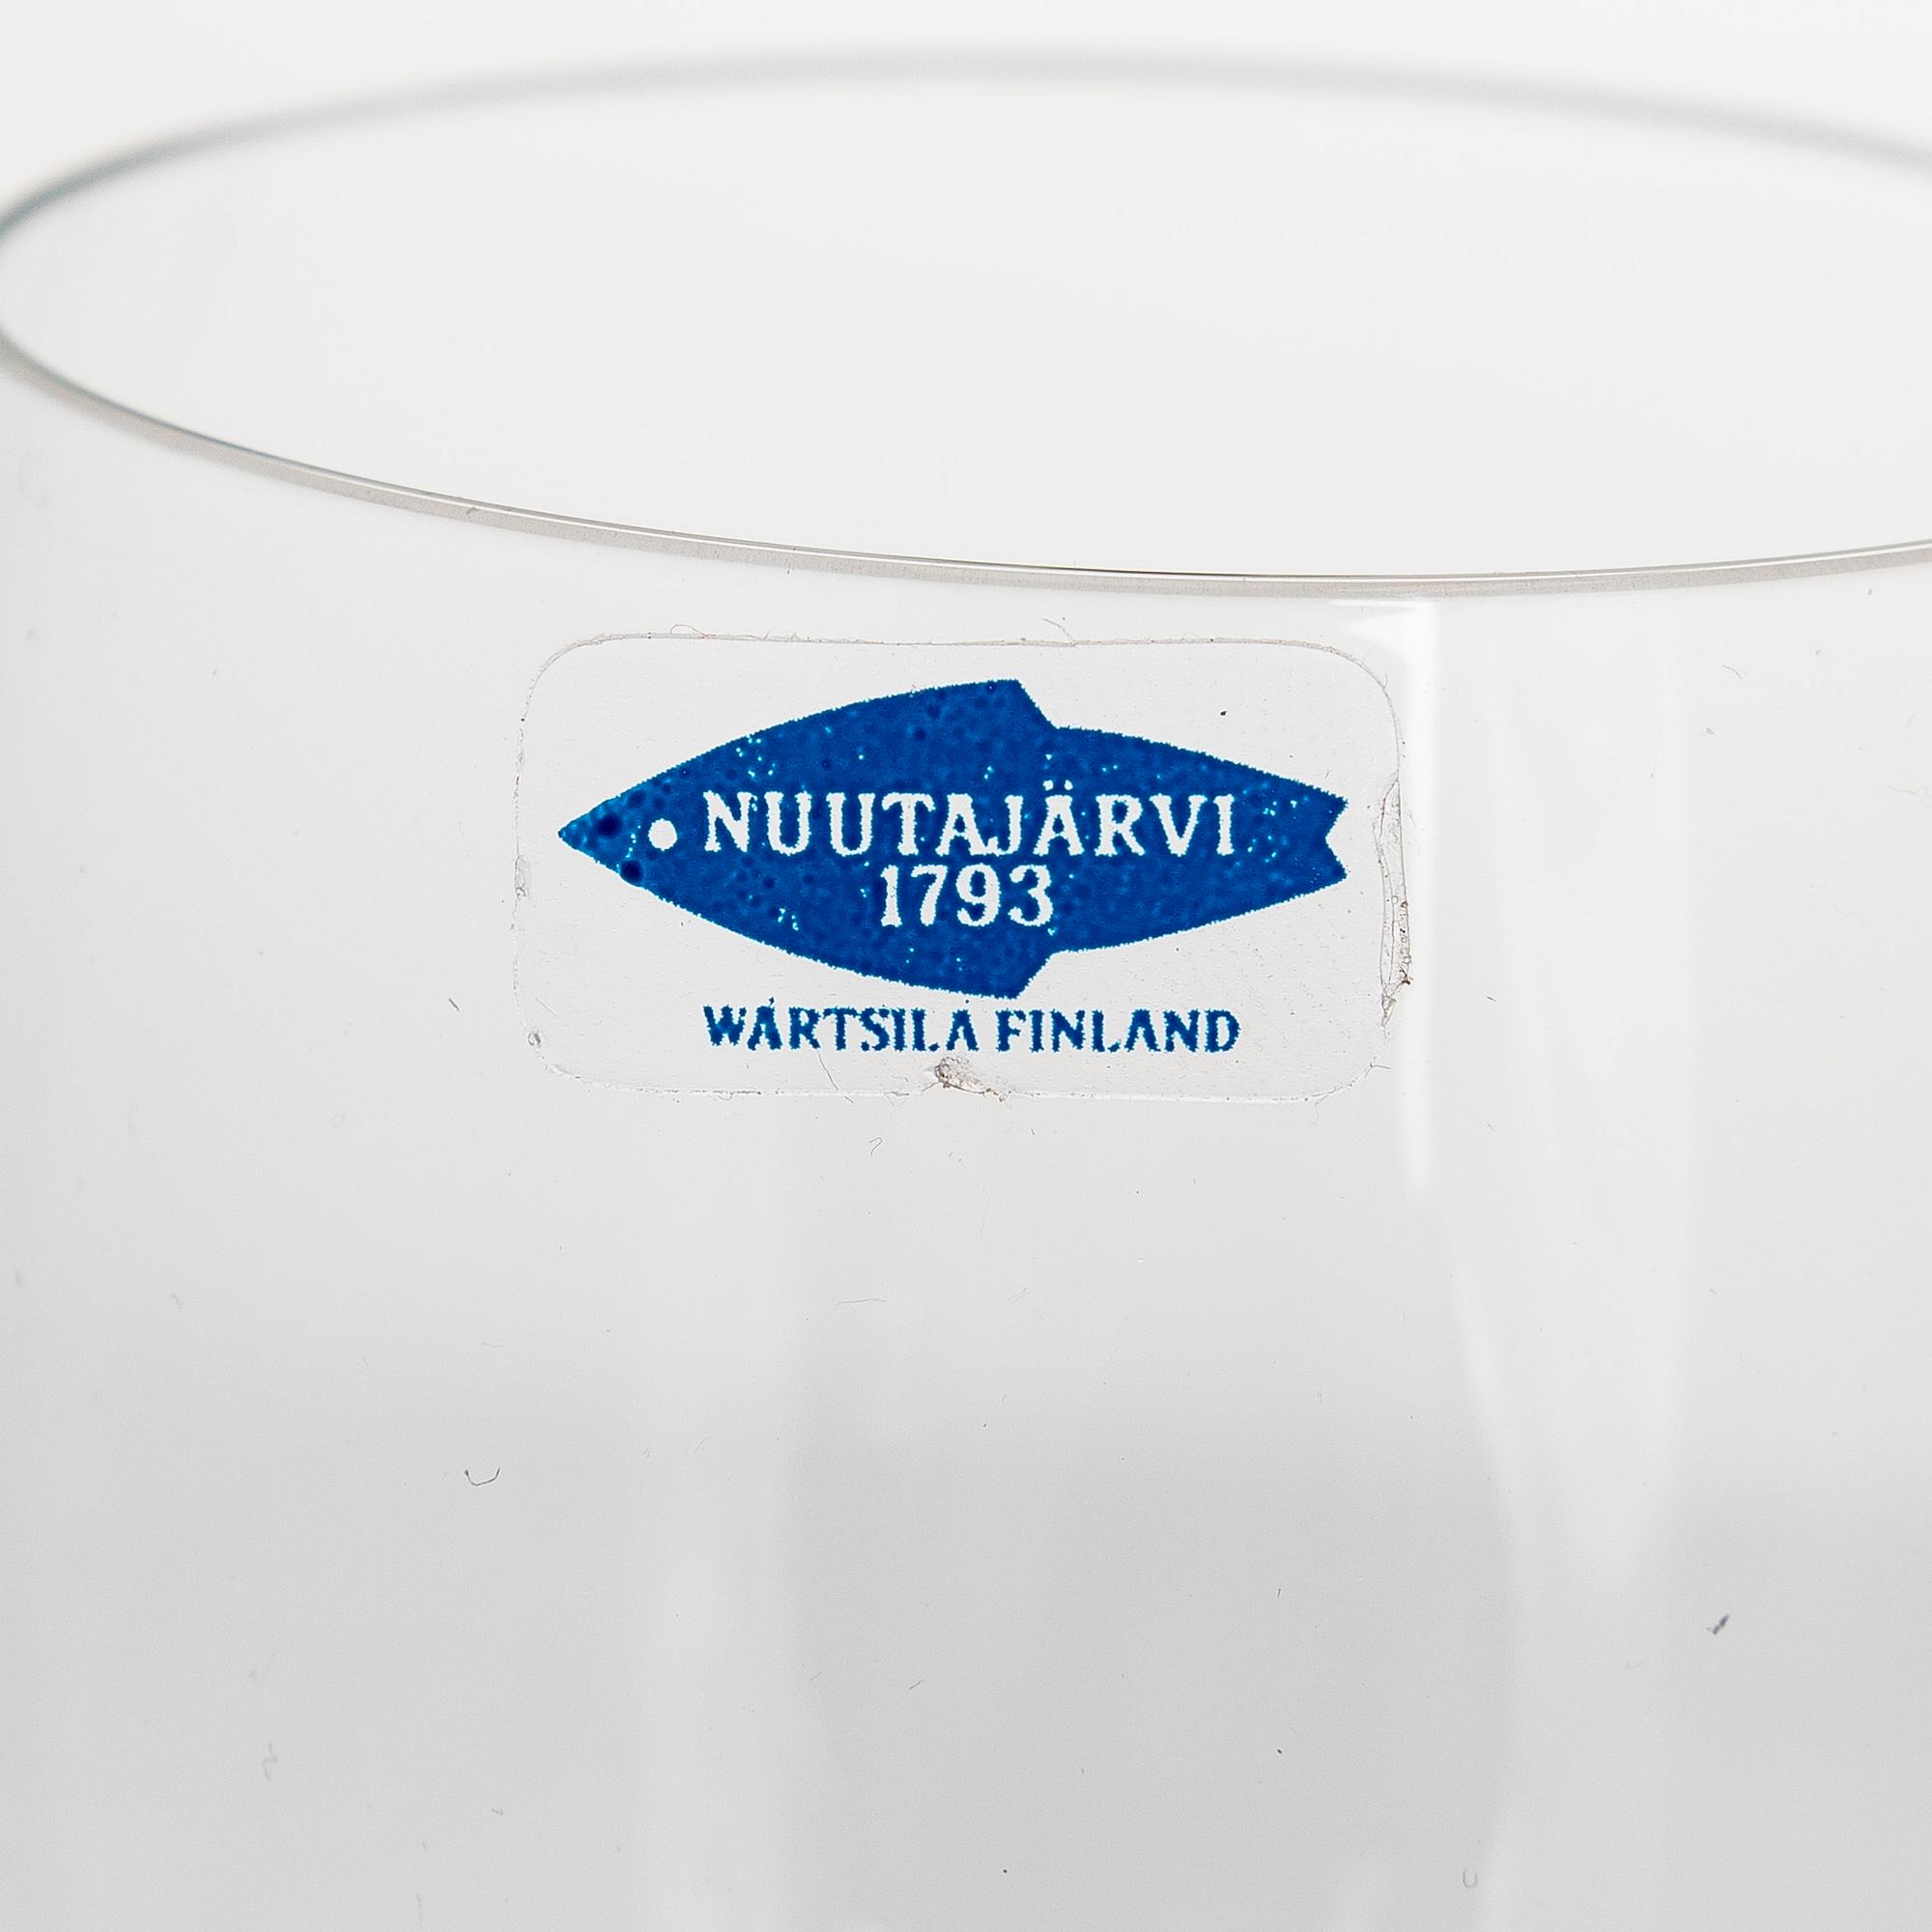 NUUTAJÄRVI
1793
WÄRTSILÄ FINLAND